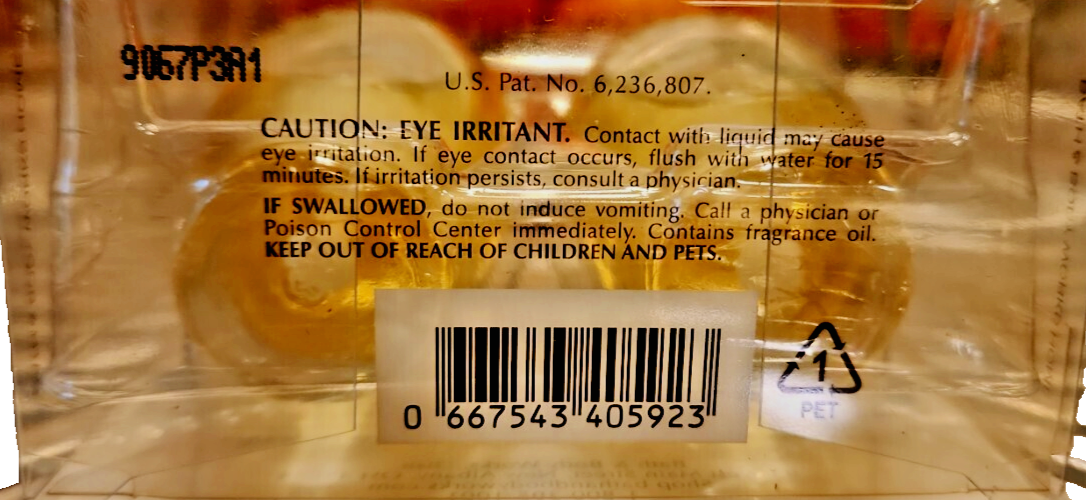 9067P3A1
U.S. Pat. No. 6,236,807.
CAUTION: EYE IRRITANT. Contact with liquid may cause
eye irritation. If eye contact occurs, flush with water for 15
minutes. If irritation persists, consult a physician.
IF SWALLOWED, do not induce vomiting. Call a physician or
Poison Control Center immediately. Contains fragrance oil.
KEEP OUT OF REACH OF CHILDREN AND PETS.
1
PET
0 667543 405923